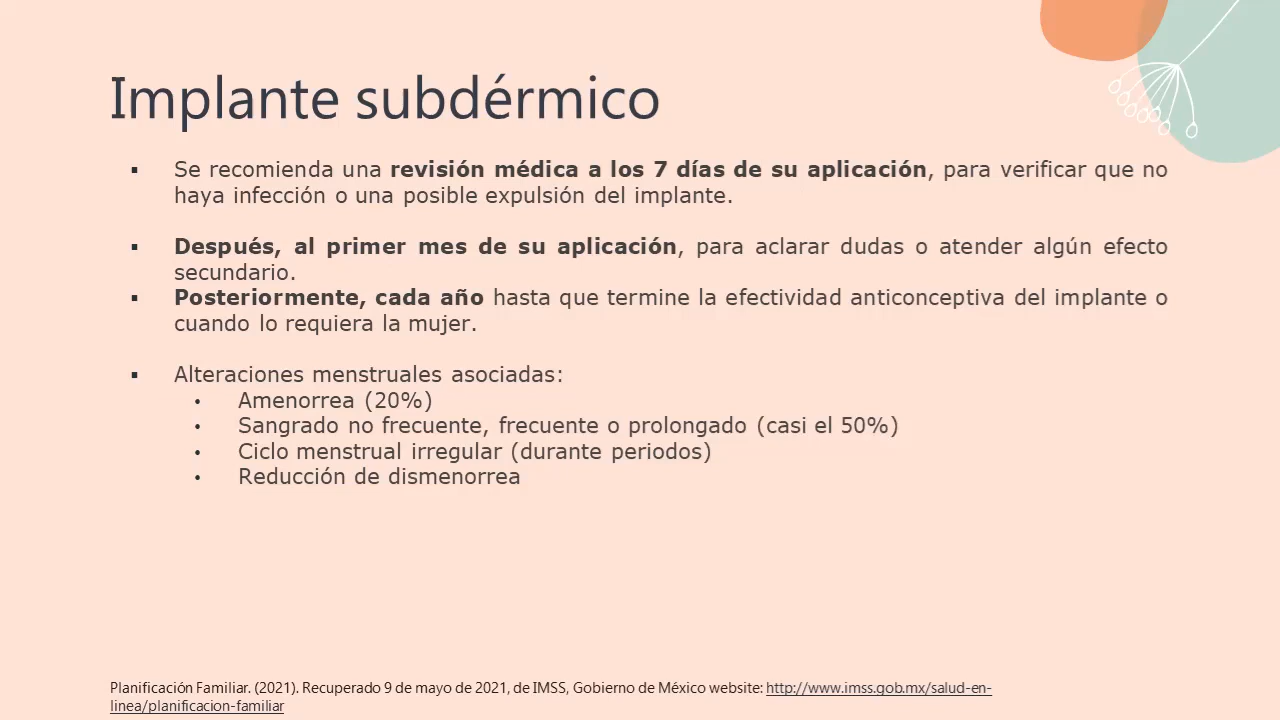 Implante subdérmico
▪ Se recomienda una revisión médica a los 7 días de su aplicación, para verificar que no
haya infección o una posible expulsión del implante.
▪ Después, al primer mes de su aplicación, para aclarar dudas o atender algún efecto
secundario.
▪ Posteriormente, cada año hasta que termine la efectividad anticonceptiva del implante o
cuando lo requiera la mujer.
▪ Alteraciones menstruales asociadas:
• Amenorrea (20%)
• Sangrado no frecuente, frecuente o prolongado (casi el 50%)
• Ciclo menstrual irregular (durante periodos)
• Reducción de dismenorrea
Planificación Familiar. (2021). Recuperado 9 de mayo de 2021, de IMSS, Gobierno de México website: http://www.imss.gob.mx/salud-en-
linea/planificacion-familiar